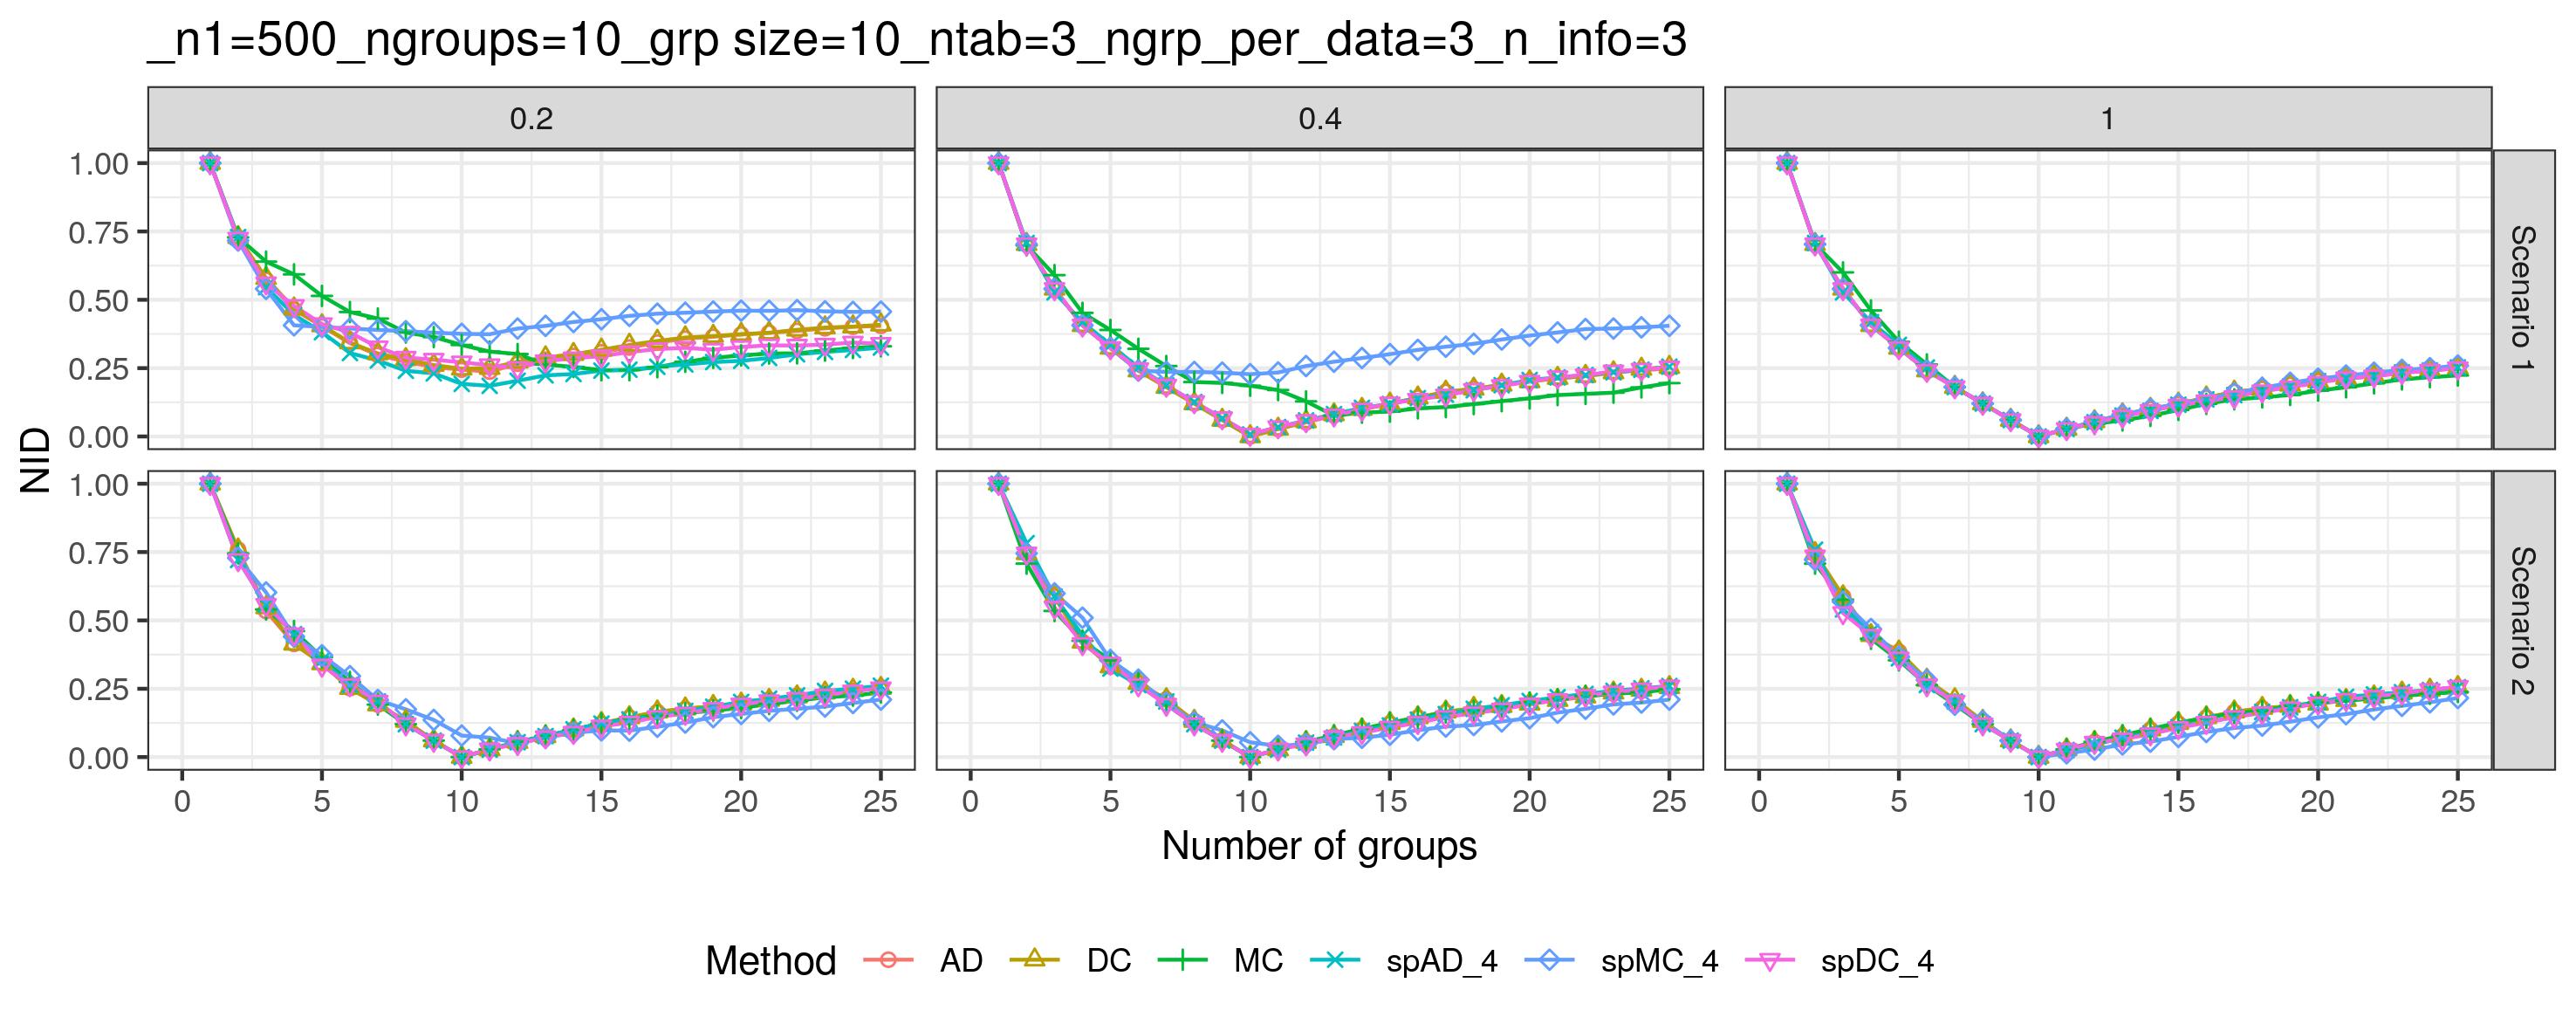 _n1=500_ngroups=10_grp size=10_ntab=3_ngrp_per_data=3_n_info=3
0.2 0.4 1
1.00
0.75
0.50
0.25
0.00
Scenario 1
NID
1.00
0.75
0.50
0.25
0.00
Scenario 2
0 5 10 15 20 25 0 5 10 15 20 25 0 5 10 15 20 25
Number of groups
Method AD DC MC spAD_4 spMC_4 spDC_4